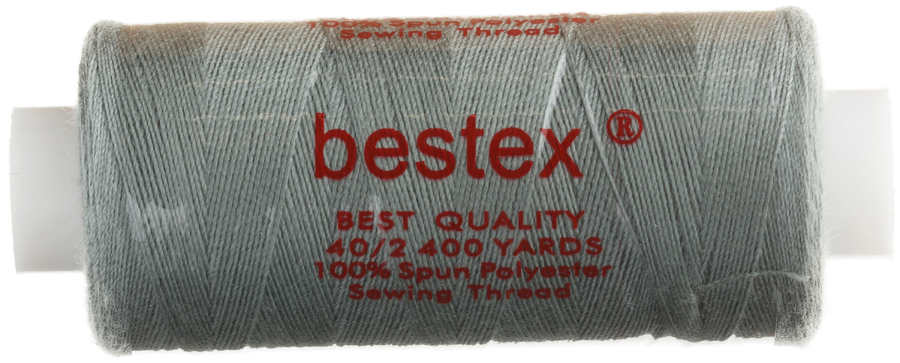 100% Spun Polyester
Sewing Thread
bestex ®
BEST QUALITY
40/2 400 YARDS
100% Spun Polyester
Sewing Thread